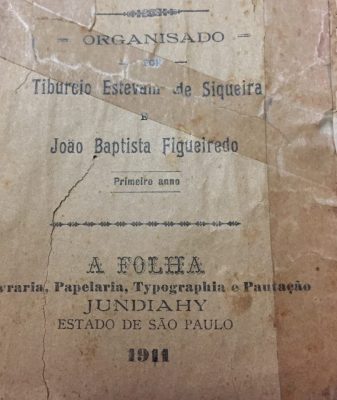 = ORGANISADO =
— POR —
Tiburcio Estevam de Siqueira
E
João Baptista Figueiredo
Primeiro anno
A FOLHA
vraria, Papelaria, Typographia e Pautação
JUNDIAHY
ESTADO DE SÃO PAULO
1911